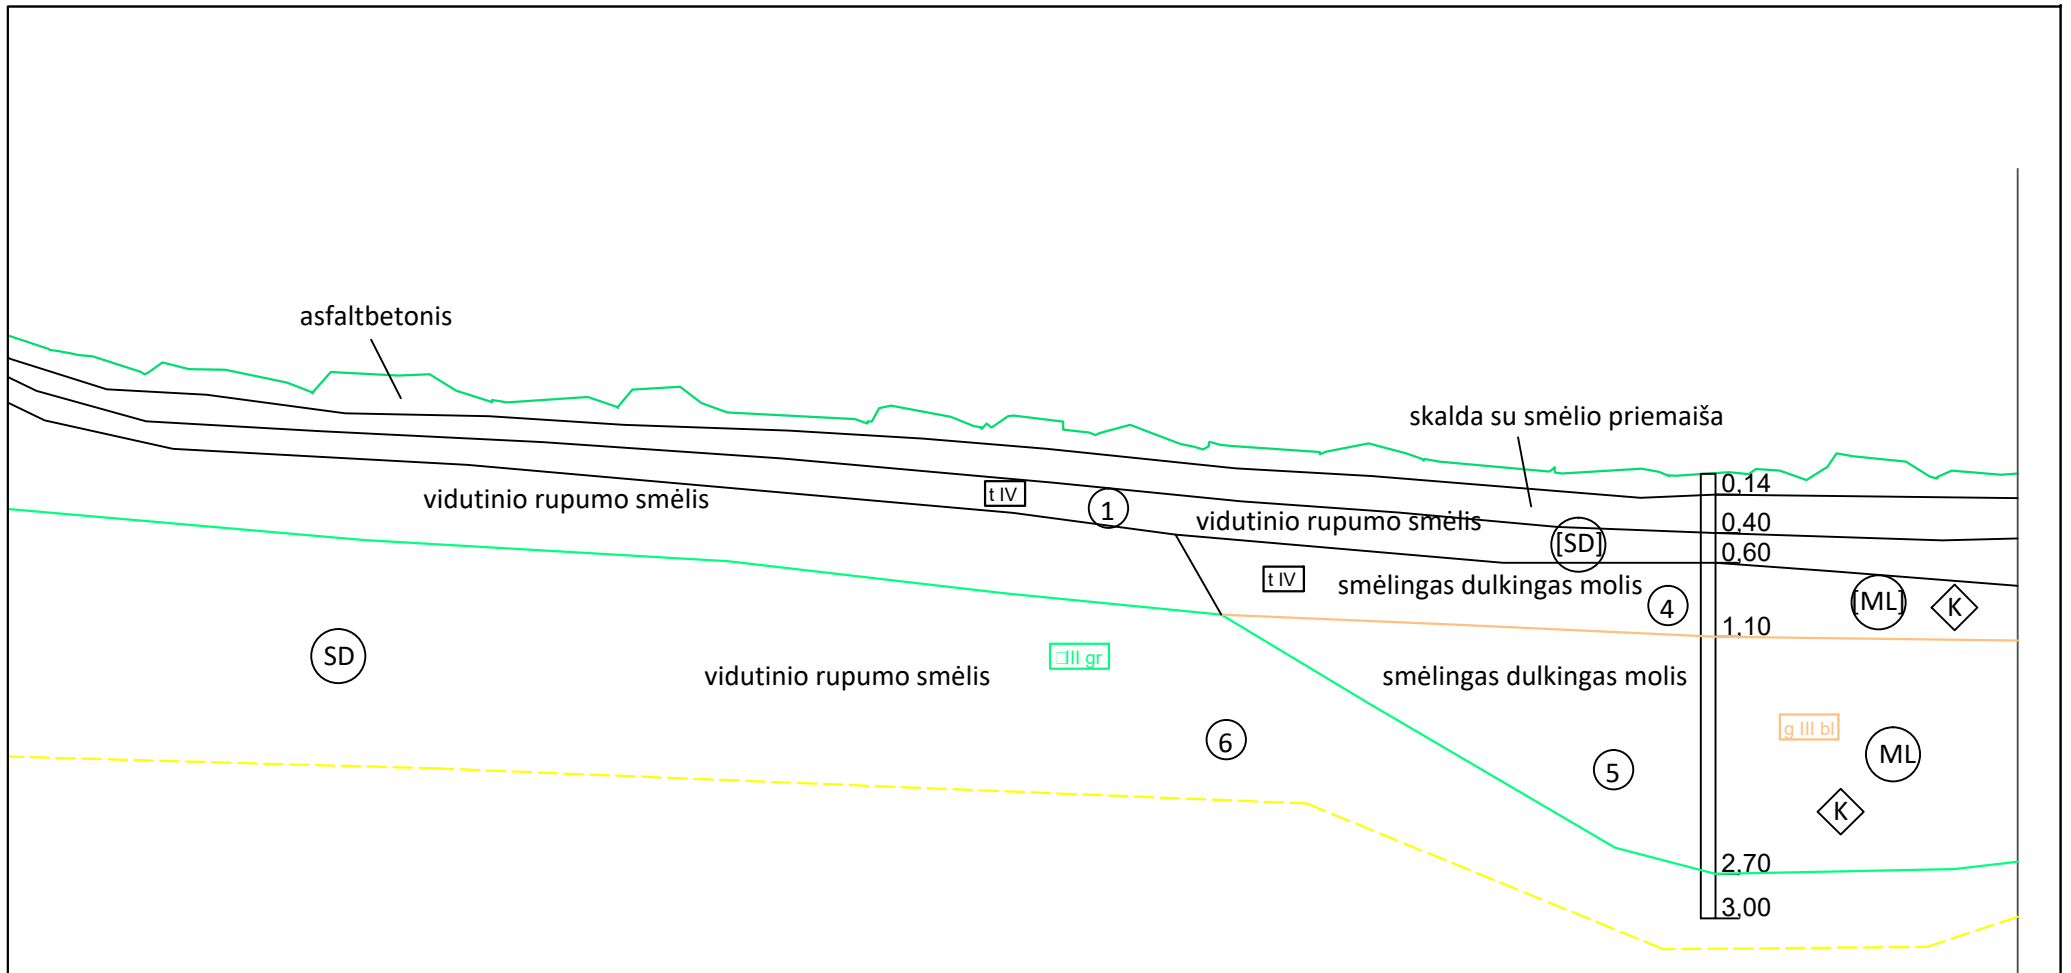 asfaltbetonis
skalda su smėlio priemaiša
0,14
vidutinio rupumo smėlis
t IV
1
vidutinio rupumo smėlis
0,40
[SD]
0,60
t IV
smėlingas dulkingas molis
4
[ML]
K
1,10
SD
III gr
vidutinio rupumo smėlis
smėlingas dulkingas molis
g III bl
6
ML
5
K
2,70
3,00